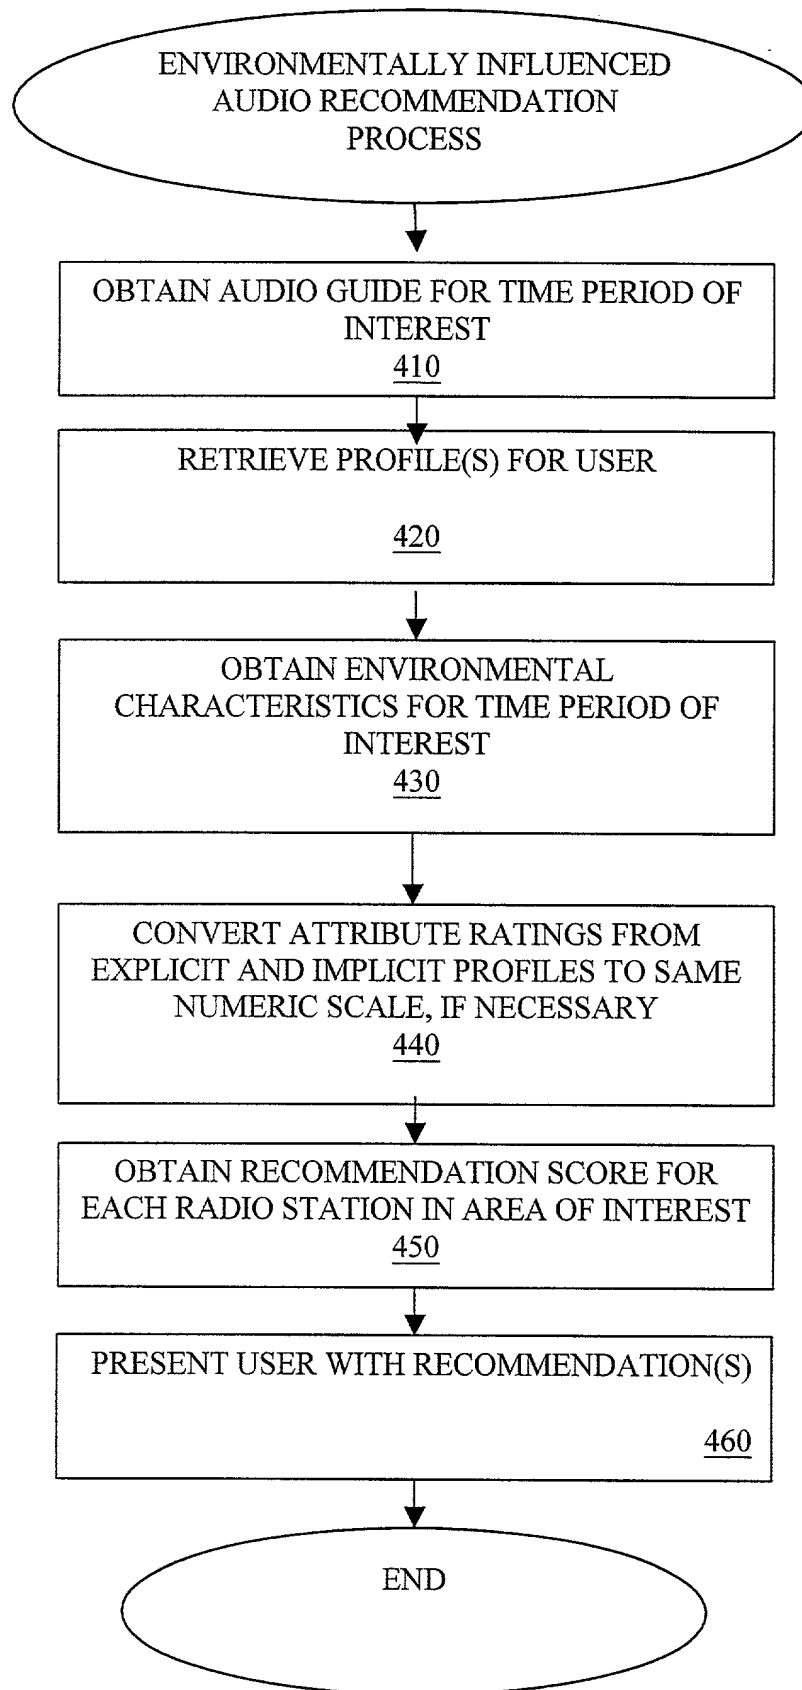 ENVIRONMENTALLY INFLUENCED
AUDIO RECOMMENDATION
PROCESS
OBTAIN AUDIO GUIDE FOR TIME PERIOD OF
INTEREST
410
RETRIEVE PROFILE(S) FOR USER
420
OBTAIN ENVIRONMENTAL
CHARACTERISTICS FOR TIME PERIOD OF
INTEREST
430
CONVERT ATTRIBUTE RATINGS FROM
EXPLICIT AND IMPLICIT PROFILES TO SAME
NUMERIC SCALE, IF NECESSARY
440
OBTAIN RECOMMENDATION SCORE FOR
EACH RADIO STATION IN AREA OF INTEREST
450
PRESENT USER WITH RECOMMENDATION(S)
460
END